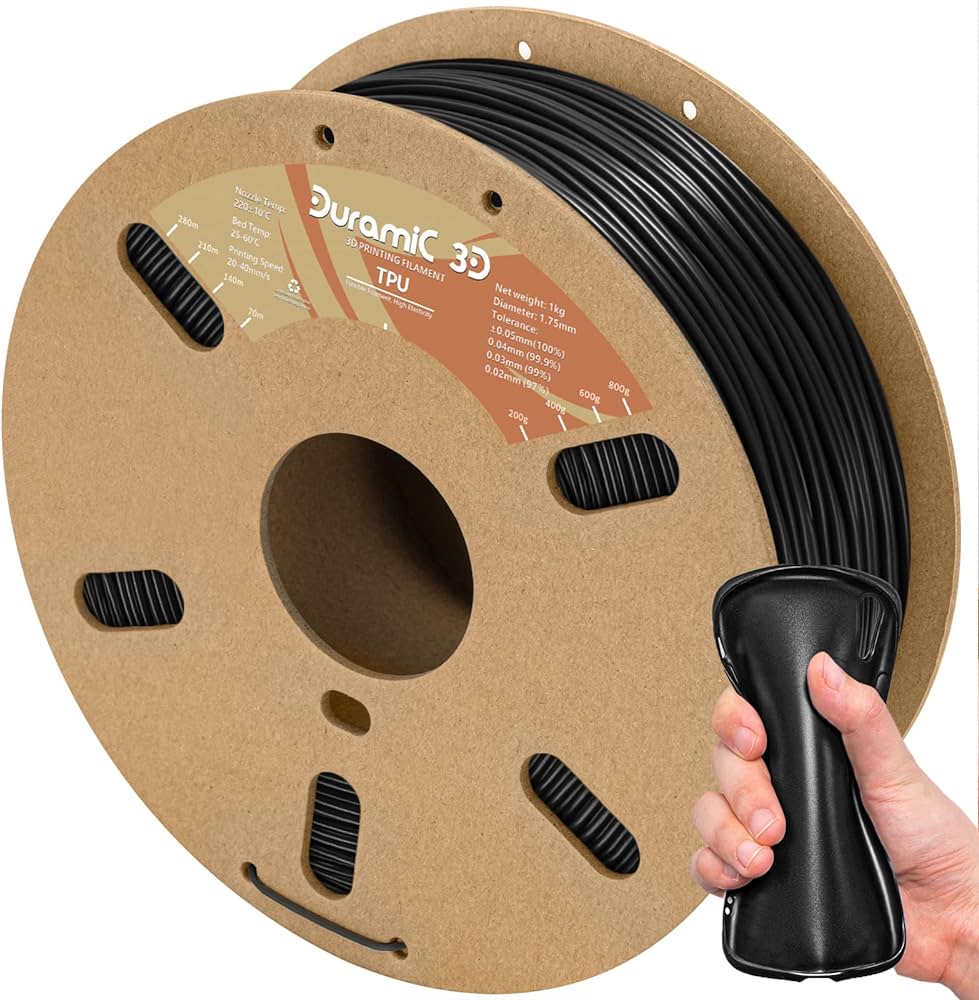 Nozzle Temp:
220±10℃
Bed Temp:
25-60℃
Printing Speed:
20-40mm/s
280m
210m
140m
70m
DuramiC 3D
3D PRINTING FILAMENT
TPU
Flexible Filament, High Elasticity
Net weight: 1kg
Diameter: 1.75mm
Tolerance:
±0.05mm(100%)
0.04mm (99.9%)
0.03mm (99%)
0.02mm (97%)
200g
400g
600g
800g